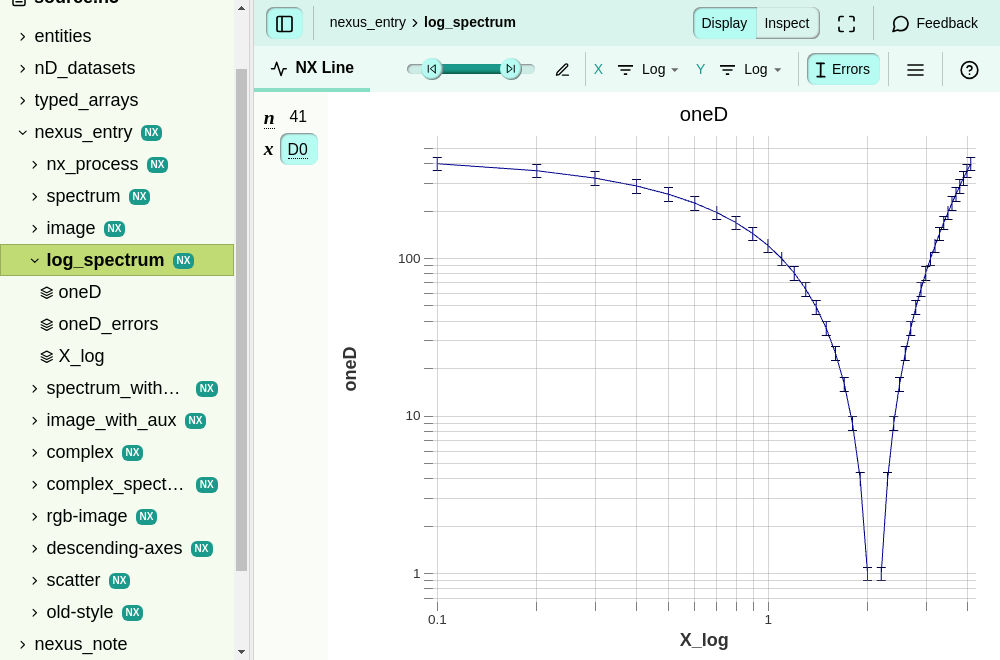 source.h5
entities
nD_datasets
typed_arrays
nexus_entry NX
nx_process NX
spectrum NX
image NX
log_spectrum NX
oneD
oneD_errors
X_log
spectrum_with… NX
image_with_aux NX
complex NX
complex_spect… NX
rgb-image NX
descending-axes NX
scatter NX
old-style NX
nexus_note
nexus_entry › log_spectrum
Display Inspect
Feedback
NX Line
X Log
Y Log
Errors
n 41
x D0
oneD
oneD
100
10
1
0.1 1
X_log